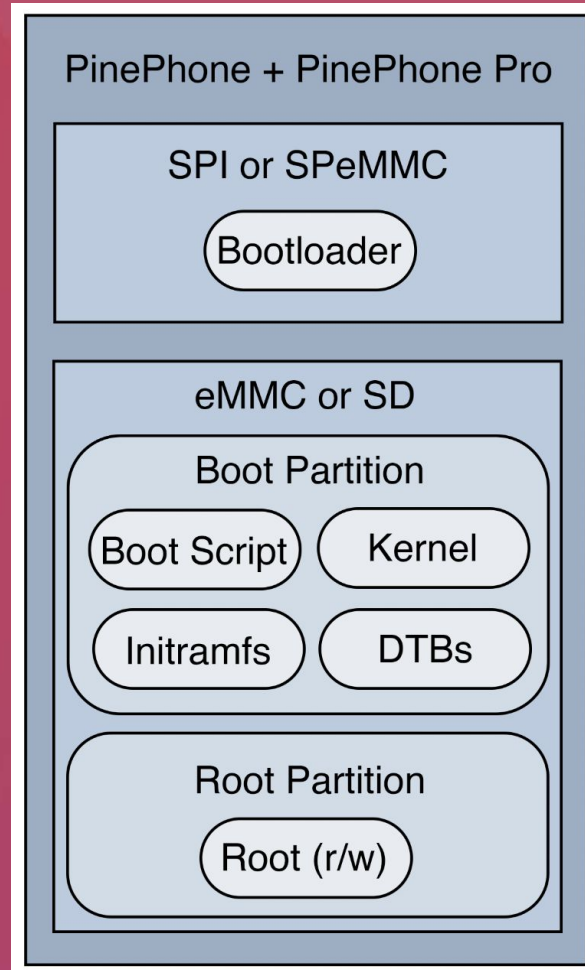 PinePhone + PinePhone Pro
SPI or SPeMMC
Bootloader
eMMC or SD
Boot Partition
Boot Script
Kernel
Initramfs
DTBs
Root Partition
Root (r/w)